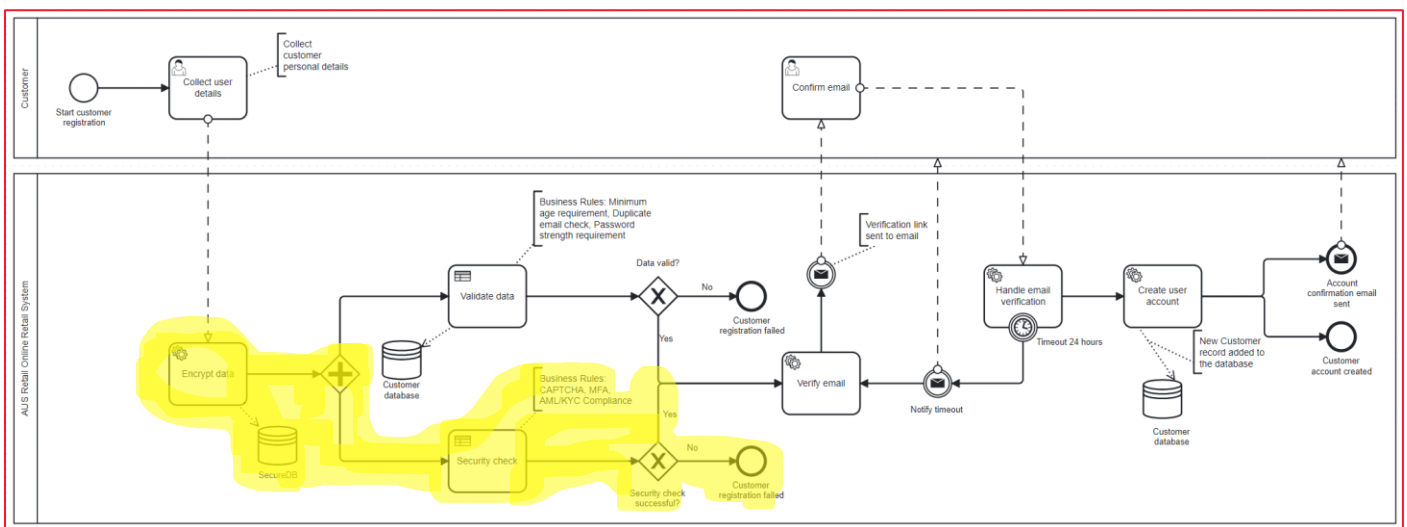 Customer
Start customer
registration
Collect user
details
Collect
customer
personal details
Confirm email
AUS Retail Online Retail System
Encrypt data
SecureDB
Business Rules: Minimum
age requirement, Duplicate
email check, Password
strength requirement
Validate data
Customer
database
Data valid?
No
Customer
registration failed
Yes
Business Rules:
CAPTCHA, MFA,
AML/KYC Compliance
Security check
Yes
No
Security check
successful?
Customer
registration failed
Verification link
sent to email
Verify email
Notify timeout
Handle email
verification
Timeout 24 hours
Create user
account
New Customer
record added to
the database
Customer
database
Account
confirmation email
sent
Customer
account created